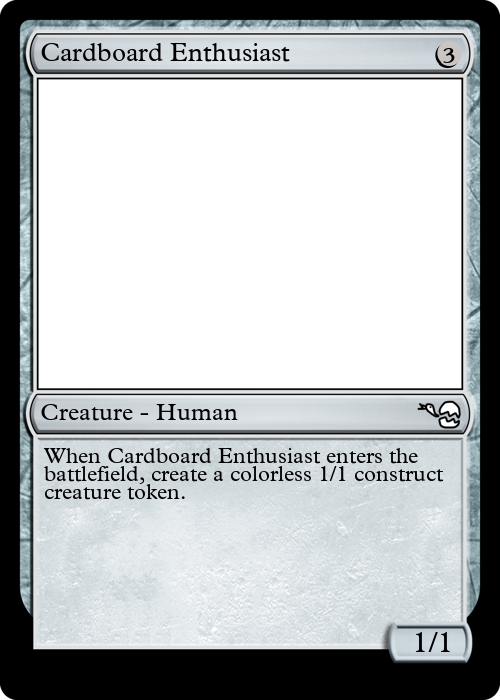 Cardboard Enthusiast 3
Creature - Human
When Cardboard Enthusiast enters the
battlefield, create a colorless 1/1 construct
creature token.
1/1